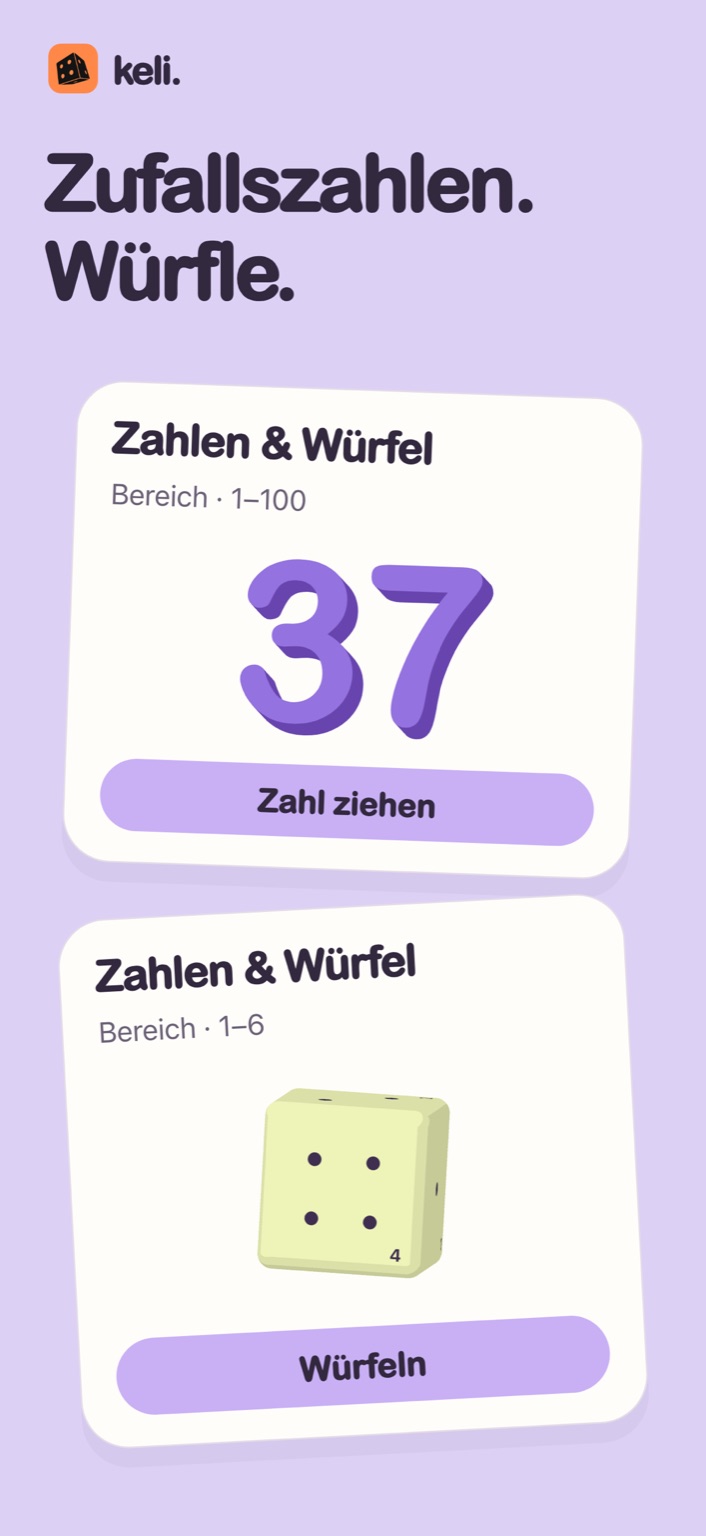 keli.
Zufallszahlen.
Würfle.
Zahlen & Würfel
Bereich · 1–100
37
Zahl ziehen
Zahlen & Würfel
Bereich · 1–6
4
Würfeln